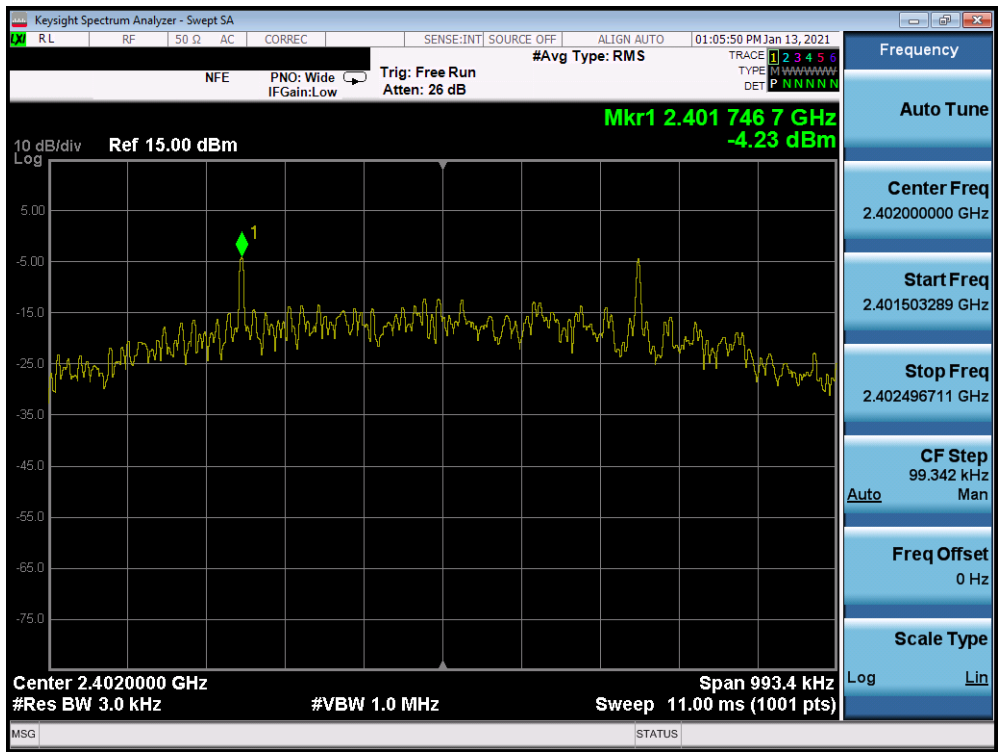 Keysight Spectrum Analyzer - Swept SA
LXI RL RF 50 Ω AC CORREC SENSE:INT SOURCE OFF ALIGN AUTO 01:05:50 PM Jan 13, 2021
#Avg Type: RMS
TRACE 1 2 3 4 5 6
NFE PNO: Wide Trig: Free Run TYPE M WWWWW
IFGain:Low Atten: 26 dB DET P N N N N N
Mkr1 2.401 746 7 GHz
-4.23 dBm
10 dB/div Ref 15.00 dBm
Log
1
5.00
-5.00
-15.0
-25.0
-35.0
-45.0
-55.0
-65.0
-75.0
Center 2.4020000 GHz Span 993.4 kHz
#Res BW 3.0 kHz #VBW 1.0 MHz Sweep 11.00 ms (1001 pts)
MSG STATUS
Frequency
Auto Tune
Center Freq
2.402000000 GHz
Start Freq
2.401503289 GHz
Stop Freq
2.402496711 GHz
CF Step
99.342 kHz
Auto Man
Freq Offset
0 Hz
Scale Type
Log Lin